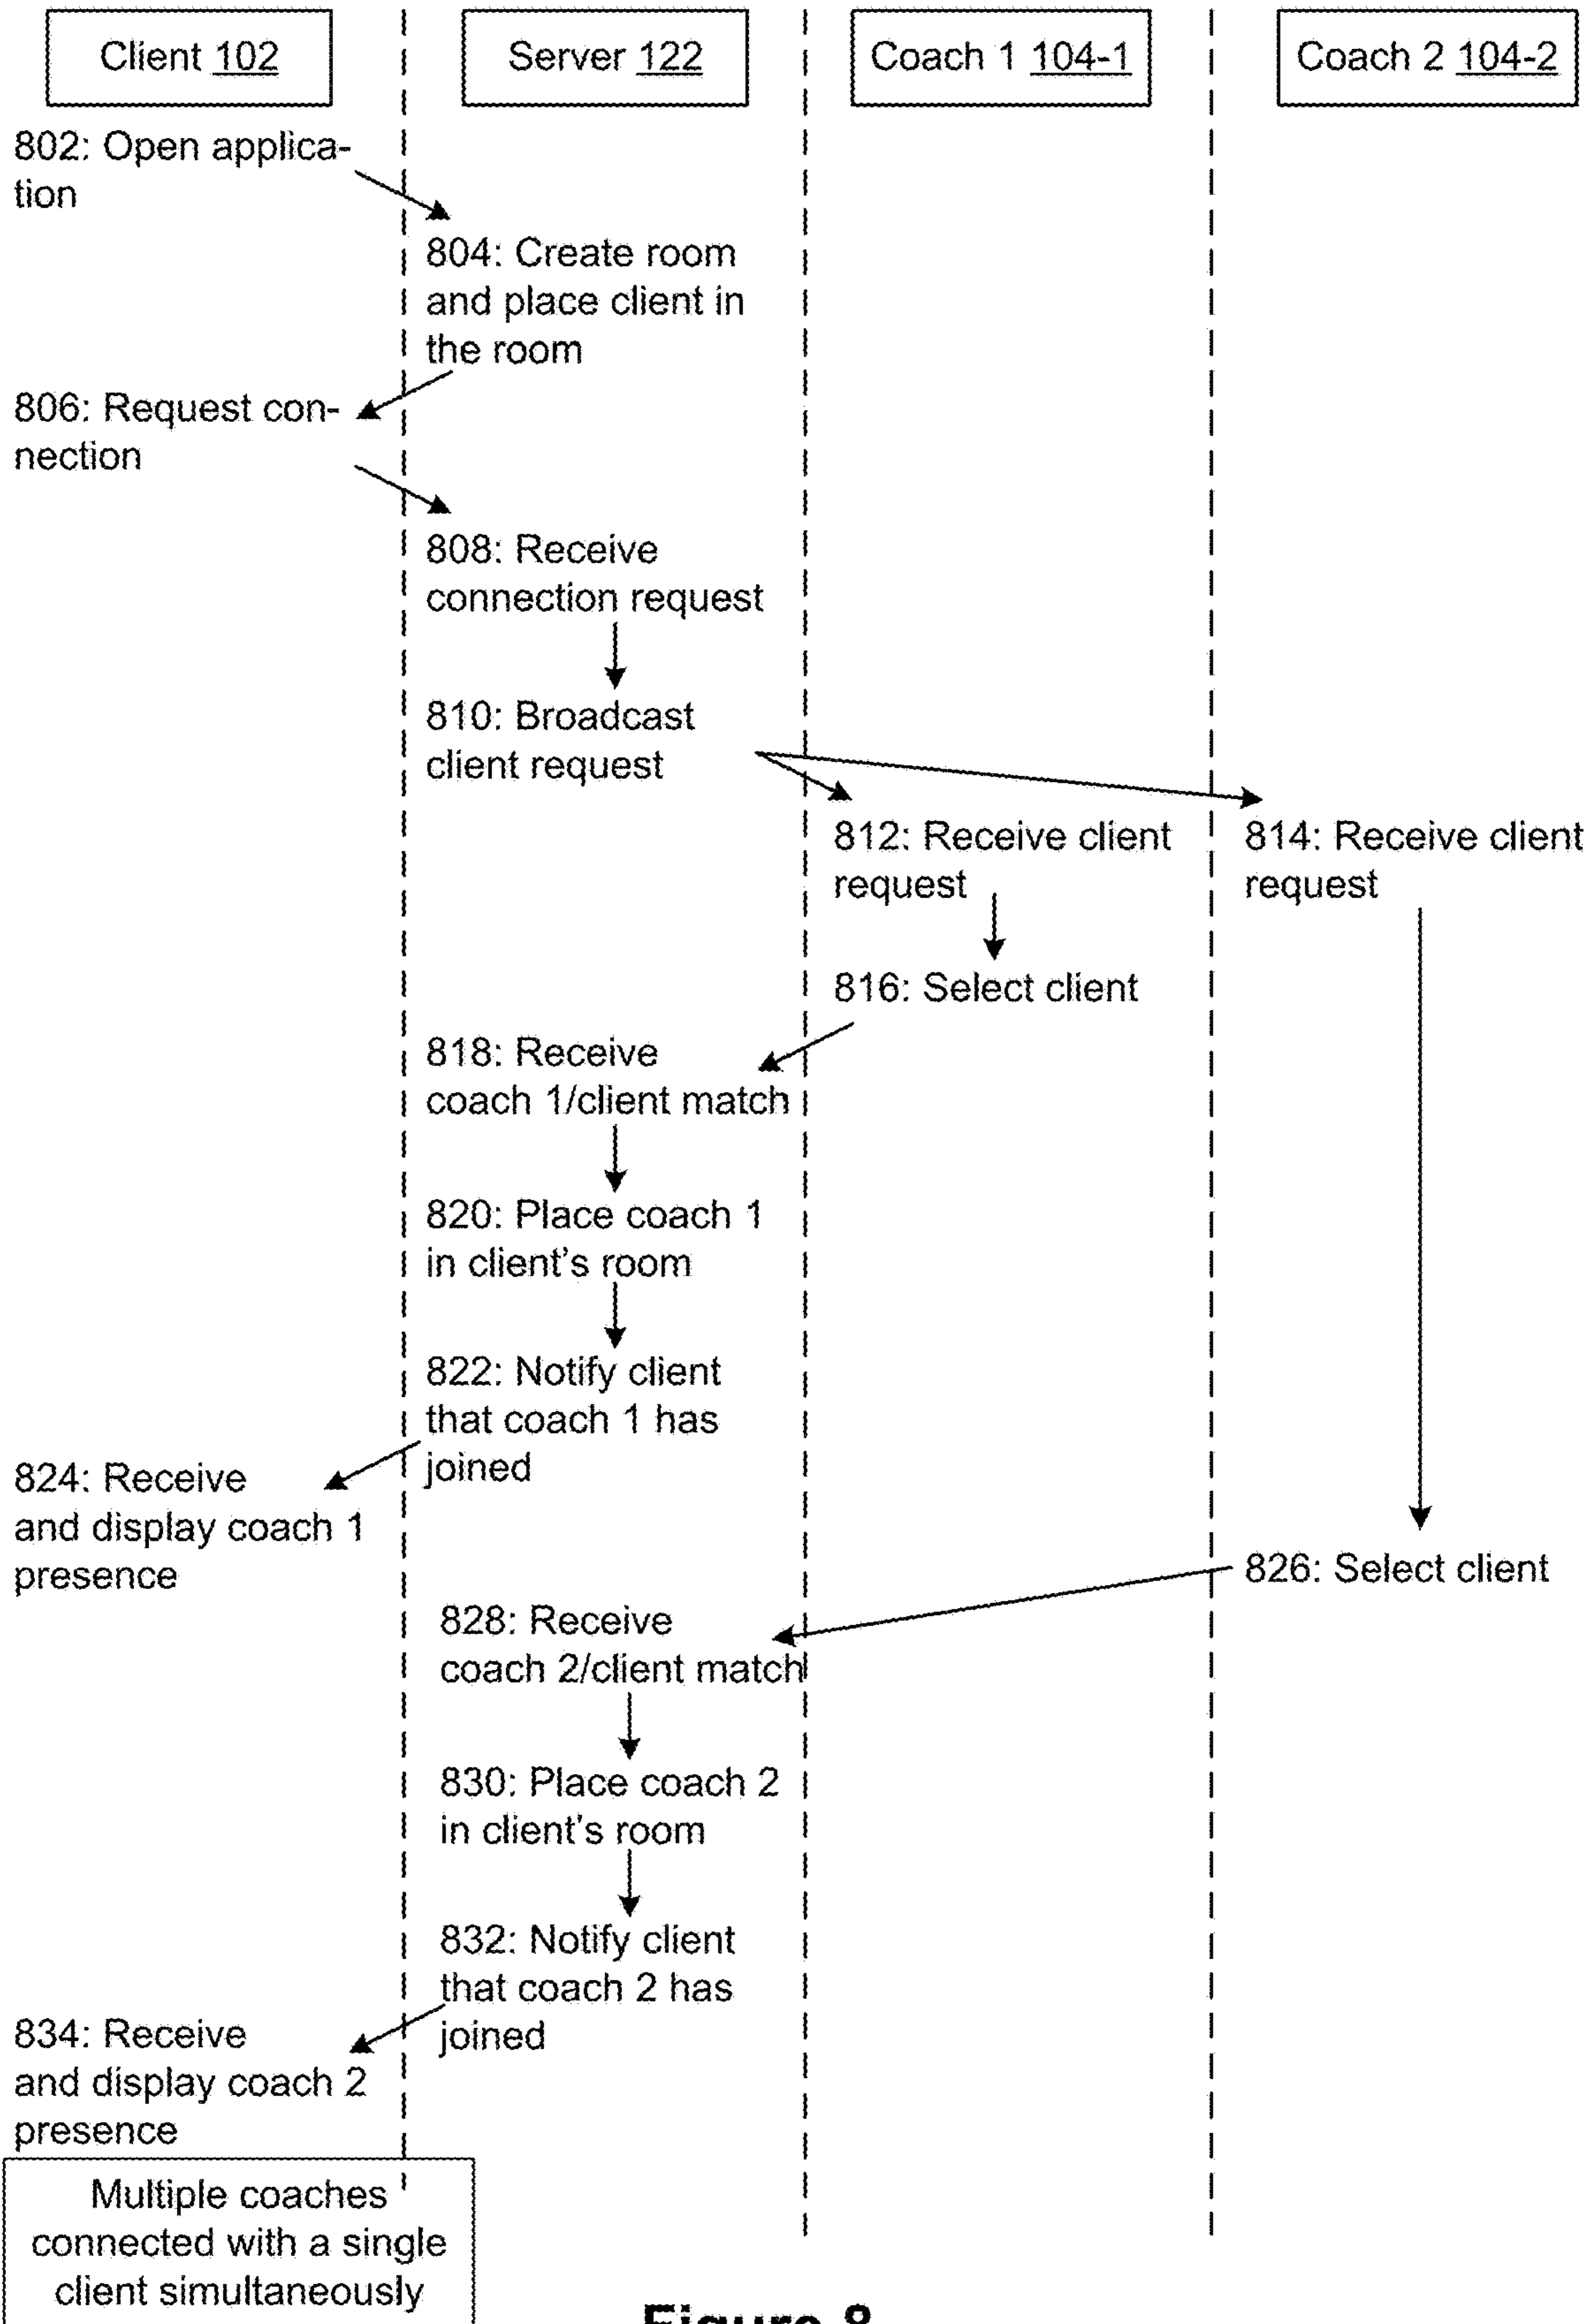 Client 102
Server 122
Coach 1 104-1
Coach 2 104-2
802: Open applica-
tion
804: Create room
and place client in
the room
806: Request con-
nection
808: Receive
connection request
810: Broadcast
client request
812: Receive client
request
814: Receive client
request
816: Select client
818: Receive
coach 1/client match
820: Place coach 1
in client's room
822: Notify client
that coach 1 has
joined
824: Receive
and display coach 1
presence
826: Select client
828: Receive
coach 2/client match
830: Place coach 2
in client's room
832: Notify client
that coach 2 has
joined
834: Receive
and display coach 2
presence
Multiple coaches
connected with a single
client simultaneously
Figure 8